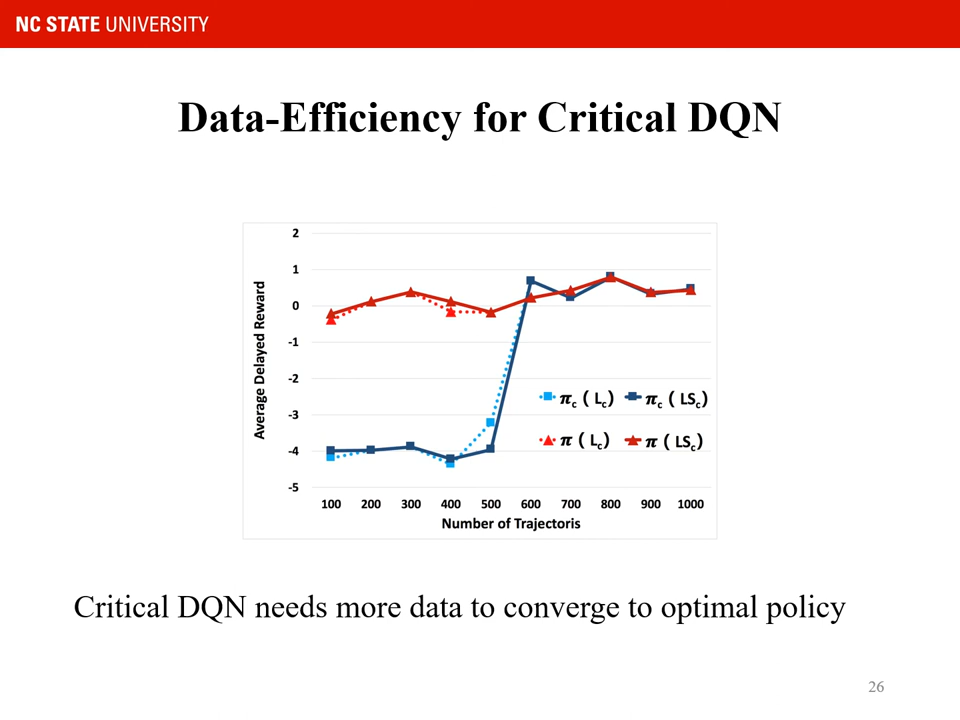 NC STATE UNIVERSITY
Data-Efficiency for Critical DQN
Average Delayed Reward
2
1
0
-1
-2
-3
-4
-5
π_c ( L_c) π_c ( LS_c)
π ( L_c) π ( LS_c)
100 200 300 400 500 600 700 800 900 1000
Number of Trajectoris
Critical DQN needs more data to converge to optimal policy
26